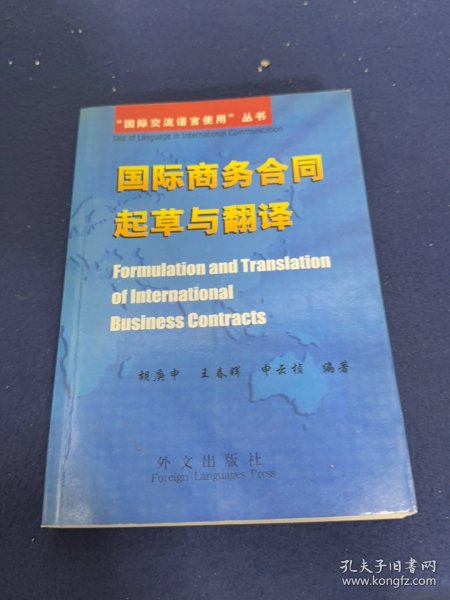 “国际交流语言使用”丛书
Use of Language in International Communication
国际商务合同
起草与翻译
Formulation and Translation
of International
Business Contracts
胡庚申 王春晖 申云桢 编著
外文出版社
Foreign Languages Press
孔夫子旧书网
www.kongfz.com